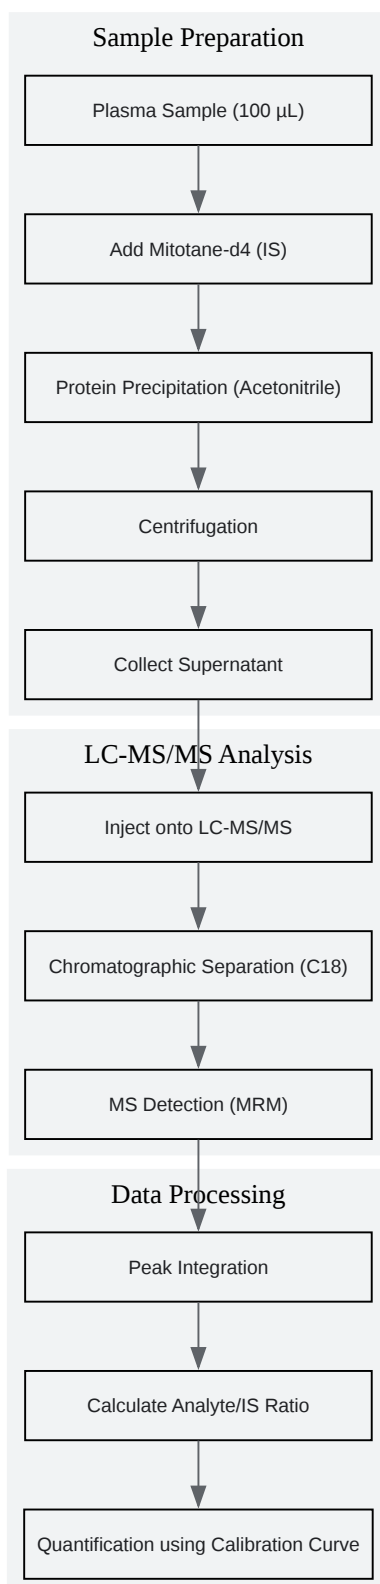 Sample Preparation
Plasma Sample (100 µL)
Add Mitotane-d4 (IS)
Protein Precipitation (Acetonitrile)
Centrifugation
Collect Supernatant
LC-MS/MS Analysis
Inject onto LC-MS/MS
Chromatographic Separation (C18)
MS Detection (MRM)
Data Processing
Peak Integration
Calculate Analyte/IS Ratio
Quantification using Calibration Curve